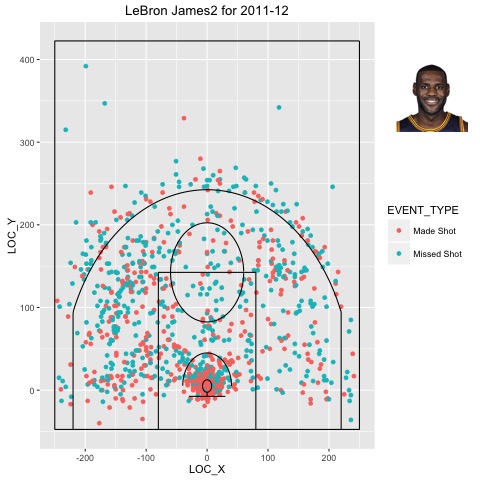 LeBron James2 for 2011-12
400
300
200
100
0
LOC_Y
-200 -100 0 100 200
LOC_X
EVENT_TYPE
Made Shot
Missed Shot